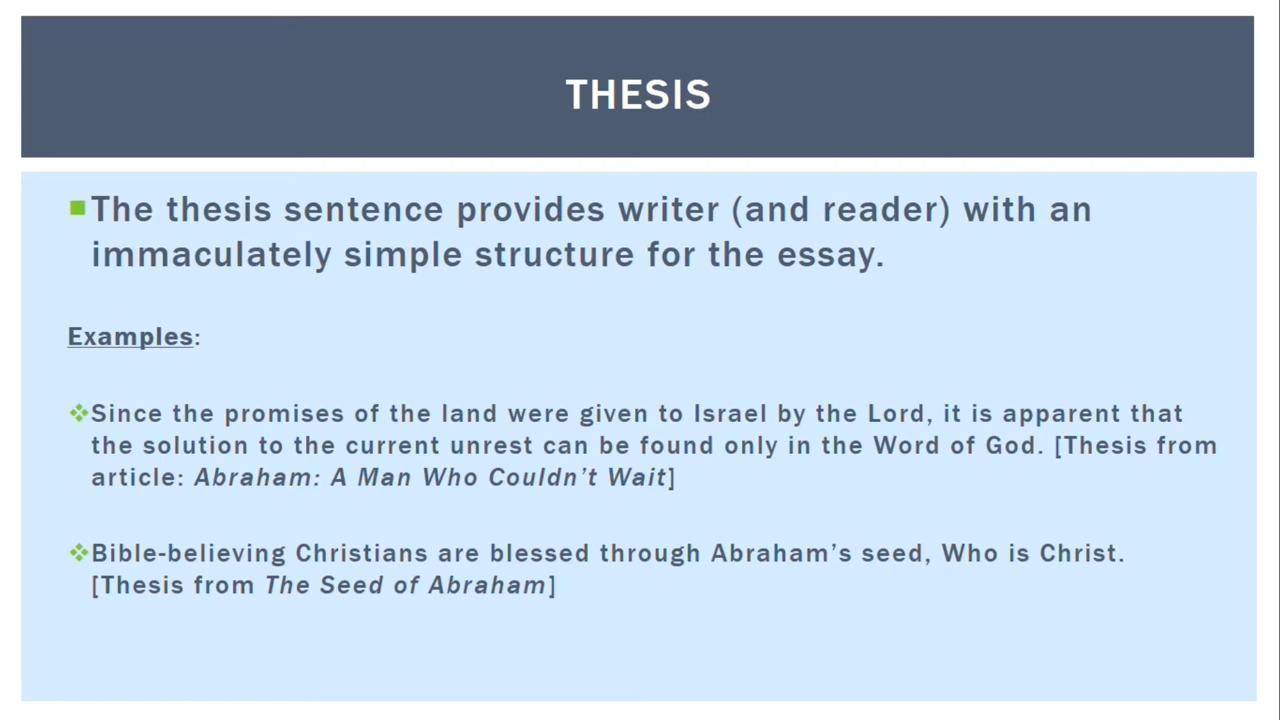 THESIS
The thesis sentence provides writer (and reader) with an
immaculately simple structure for the essay.
Examples:
Since the promises of the land were given to Israel by the Lord, it is apparent that
the solution to the current unrest can be found only in the Word of God. [Thesis from
article: Abraham: A Man Who Couldn’t Wait]
Bible-believing Christians are blessed through Abraham’s seed, Who is Christ.
[Thesis from The Seed of Abraham]